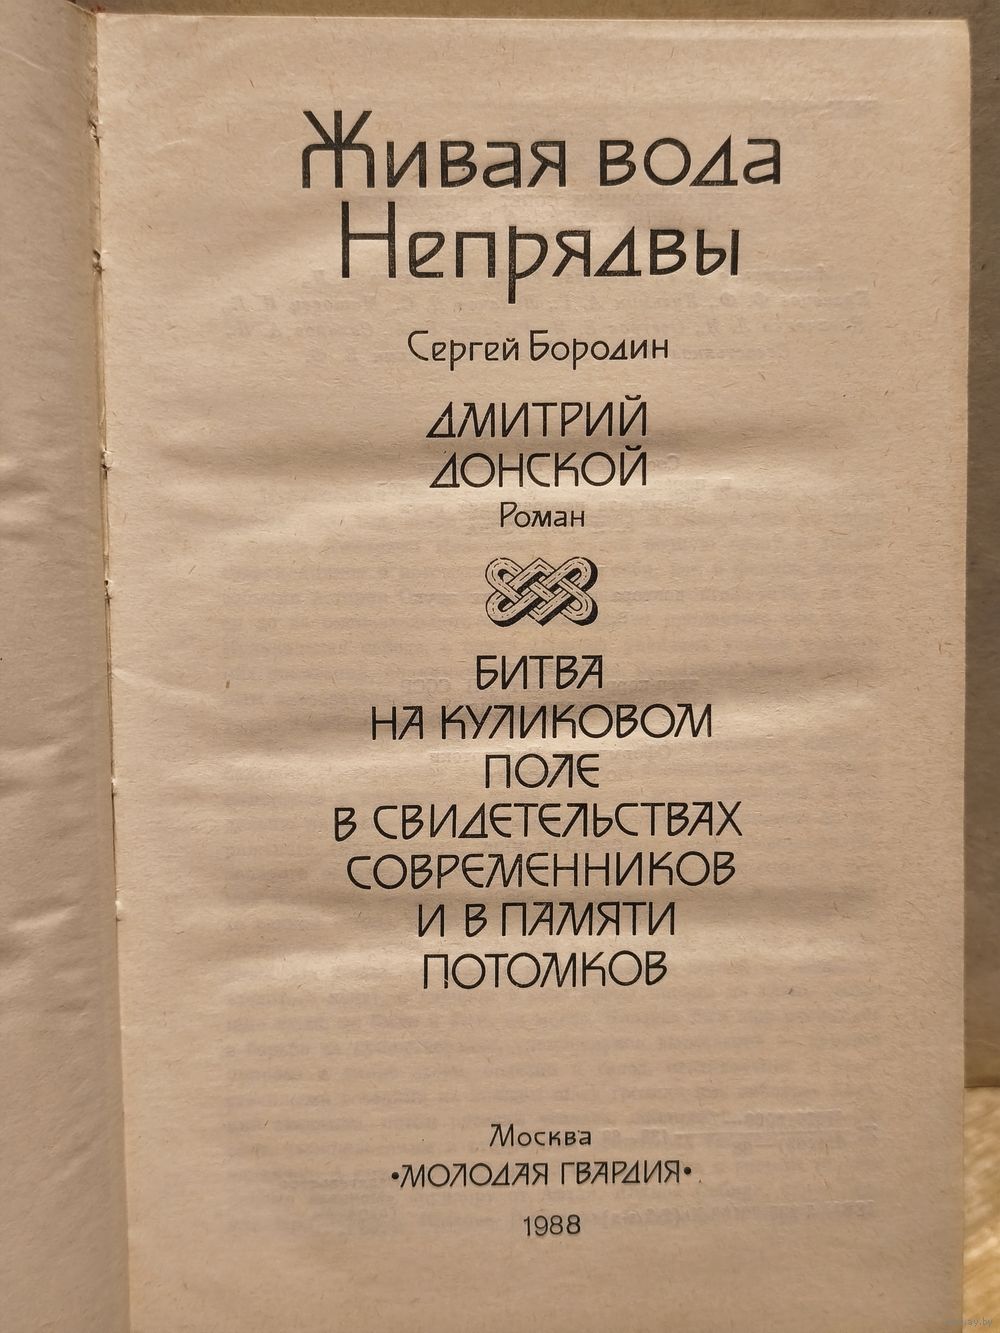 Живая вода
Непрядвы
Сергей Бородин
ДМИТРИЙ
ДОНСКОЙ
Роман
БИТВА
НА КУЛИКОВОМ
ПОЛЕ
В СВИДЕТЕЛЬСТВАХ
СОВРЕМЕННИКОВ
И В ПАМЯТИ
ПОТОМКОВ
Москва
•МОЛОДАЯ ГВАРДИЯ•
1988